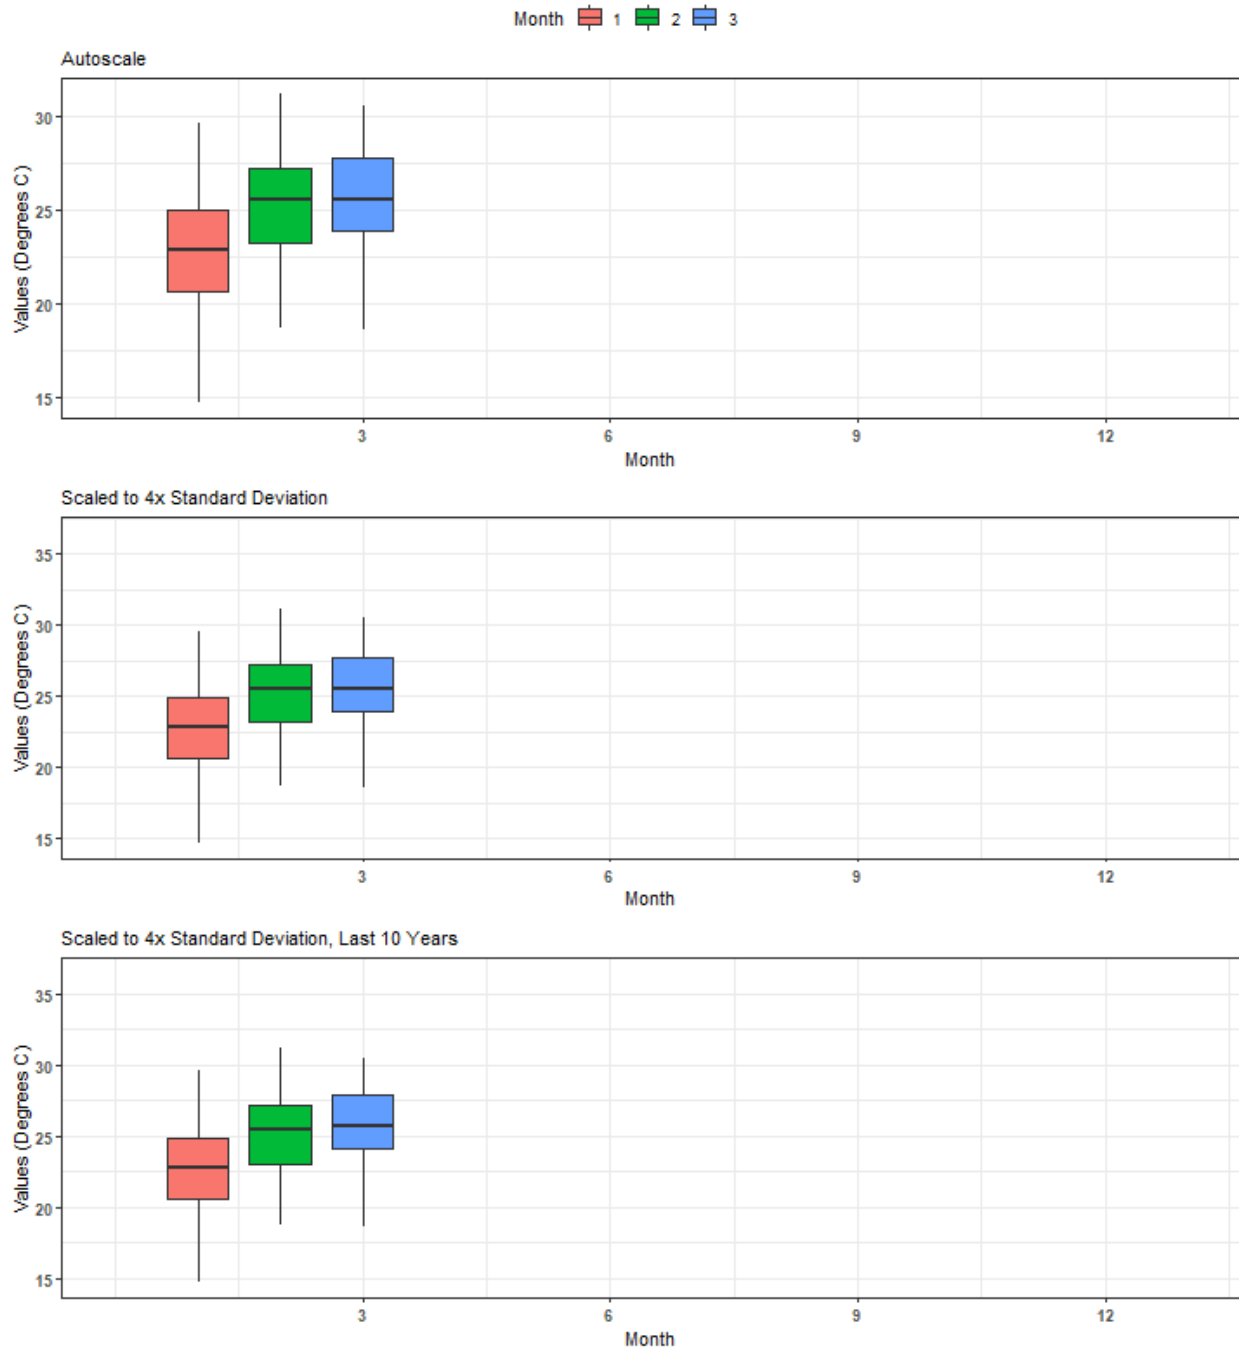 Month 1 2 3
Autoscale
Values (Degrees C)
30
25
20
15
3 6 9 12
Month
Scaled to 4x Standard Deviation
Values (Degrees C)
35
30
25
20
15
3 6 9 12
Month
Scaled to 4x Standard Deviation, Last 10 Years
Values (Degrees C)
35
30
25
20
15
3 6 9 12
Month